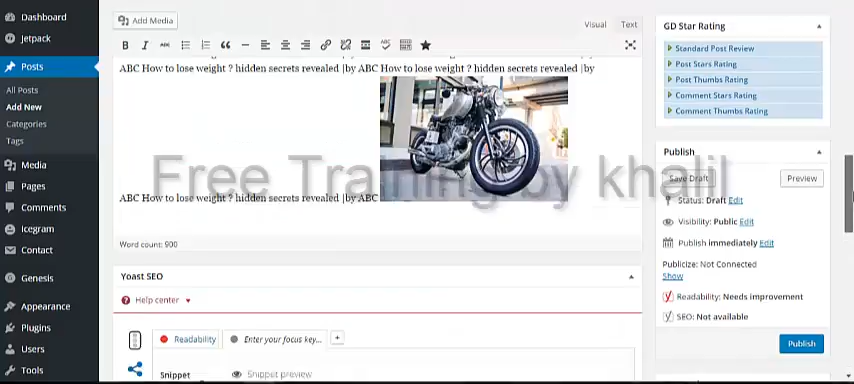 Dashboard
Jetpack
Posts
All Posts
Add New
Categories
Tags
Media
Pages
Comments
Icegram
Contact
Genesis
Appearance
Plugins
Users
Tools
Add Media
Visual
Text
B I ABC
ABC
ABC How to lose weight ? hidden secrets revealed |by ABC How to lose weight ? hidden secrets revealed |by
ABC How to lose weight ? hidden secrets revealed |by ABC
Word count: 900
Yoast SEO
Help center
Readability
Enter your focus key...
+
Snippet
Snippet preview
GD Star Rating
Standard Post Review
Post Stars Rating
Post Thumbs Rating
Comment Stars Rating
Comment Thumbs Rating
Publish
Save Draft
Preview
Status: Draft Edit
Visibility: Public Edit
Publish immediately Edit
Publicize: Not Connected
Show
Readability: Needs improvement
SEO: Not available
Publish
Free Training by khalil